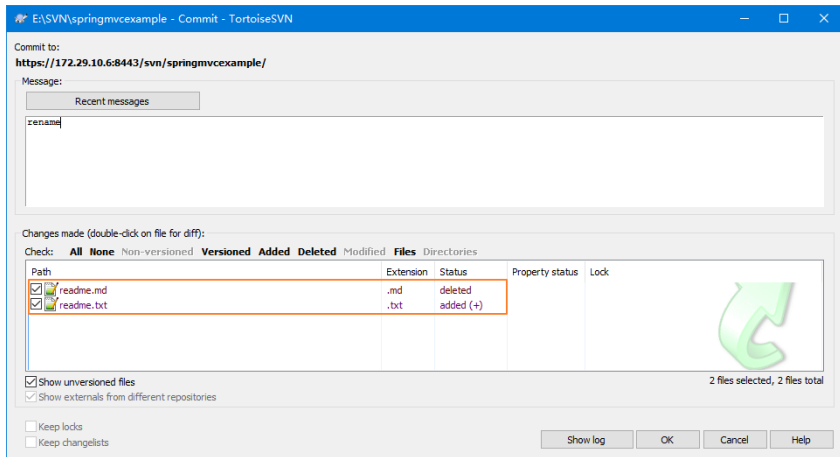 E:\SVN\springmvcexample - Commit - TortoiseSVN
Commit to:
https://172.29.10.6:8443/svn/springmvcexample/
Message:
Recent messages
rename
Changes made (double-click on file for diff):
Check: All None Non-versioned Versioned Added Deleted Modified Files Directories
Path Extension Status Property status Lock
readme.md .md deleted
readme.txt .txt added (+)
Show unversioned files 2 files selected, 2 files total
Show externals from different repositories
Keep locks
Keep changelists Show log OK Cancel Help